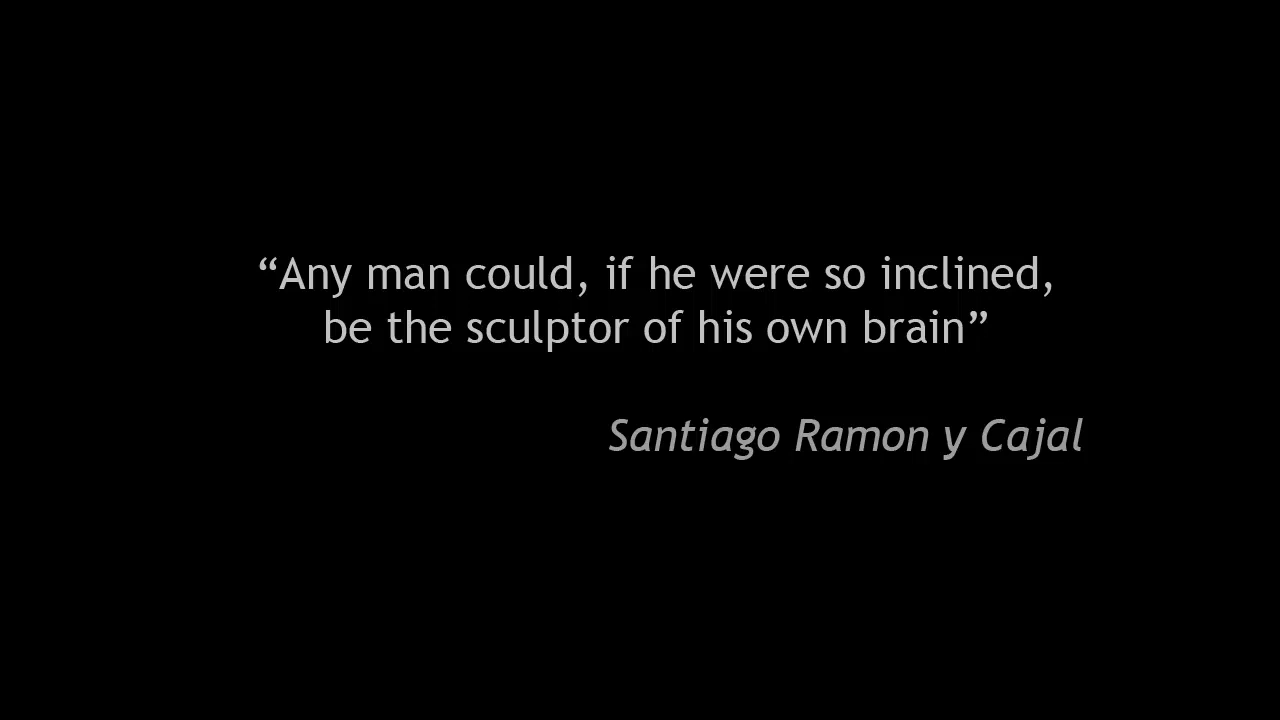 “Any man could, if he were so inclined,
be the sculptor of his own brain”
Santiago Ramon y Cajal